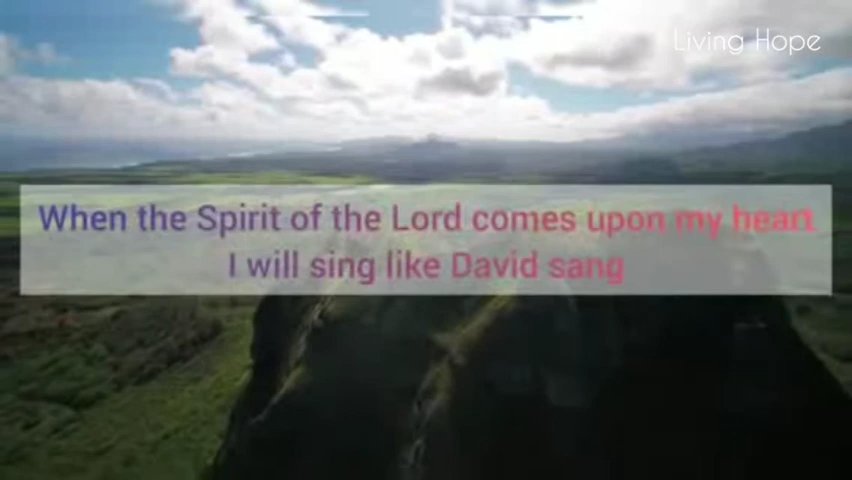 Living Hope
When the Spirit of the Lord comes upon my heart
I will sing like David sang